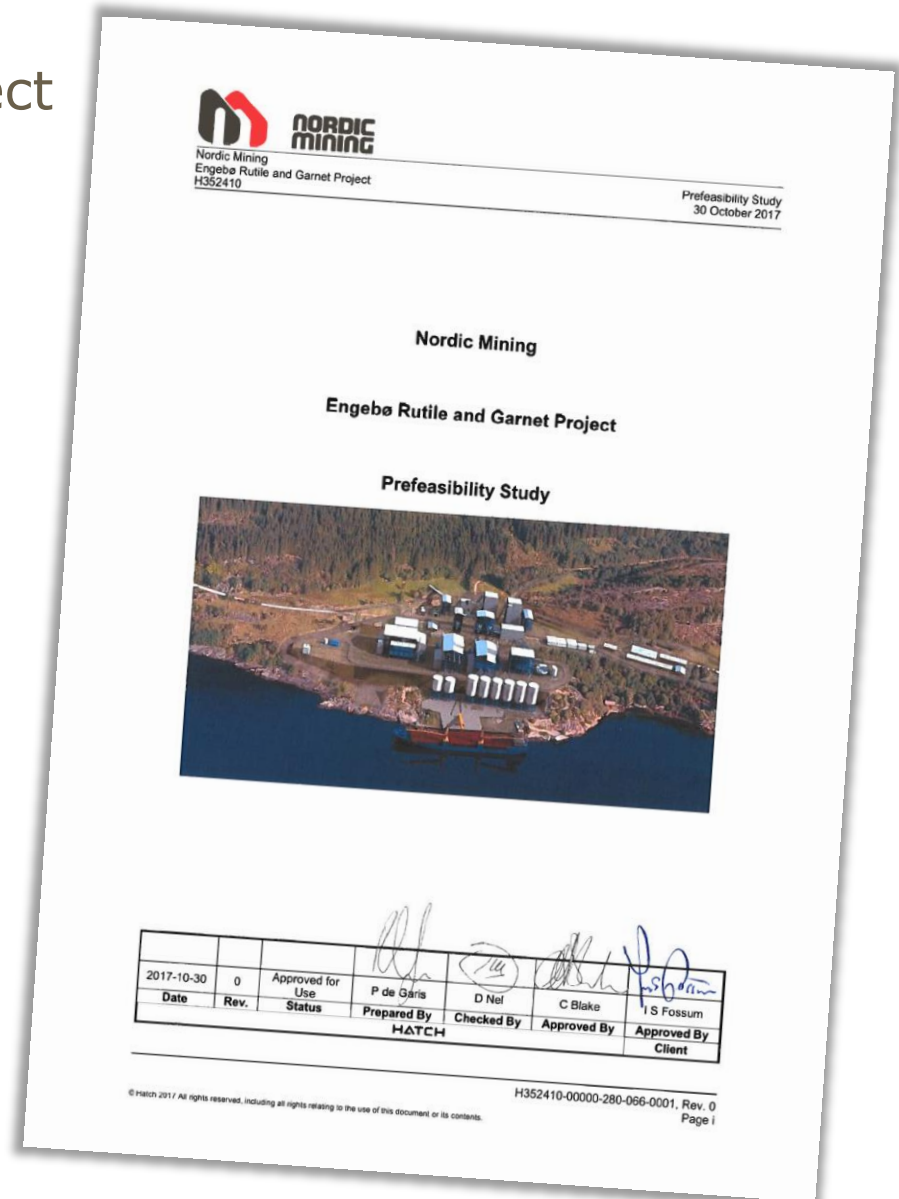 ect
NORDIC
MINING
Nordic Mining
Engebø Rutile and Garnet Project
H352410
Prefeasibility Study
30 October 2017
Nordic Mining
Engebø Rutile and Garnet Project
Prefeasibility Study
2017-10-30 0 Approved for Use P de Garis D Nel C Blake I S Fossum
Date Rev. Status Prepared By Checked By Approved By Approved By
HATCH Client
H352410-00000-280-066-0001, Rev. 0
Page i
© Hatch 2017 All rights reserved, including all rights relating to the use of this document or its contents.